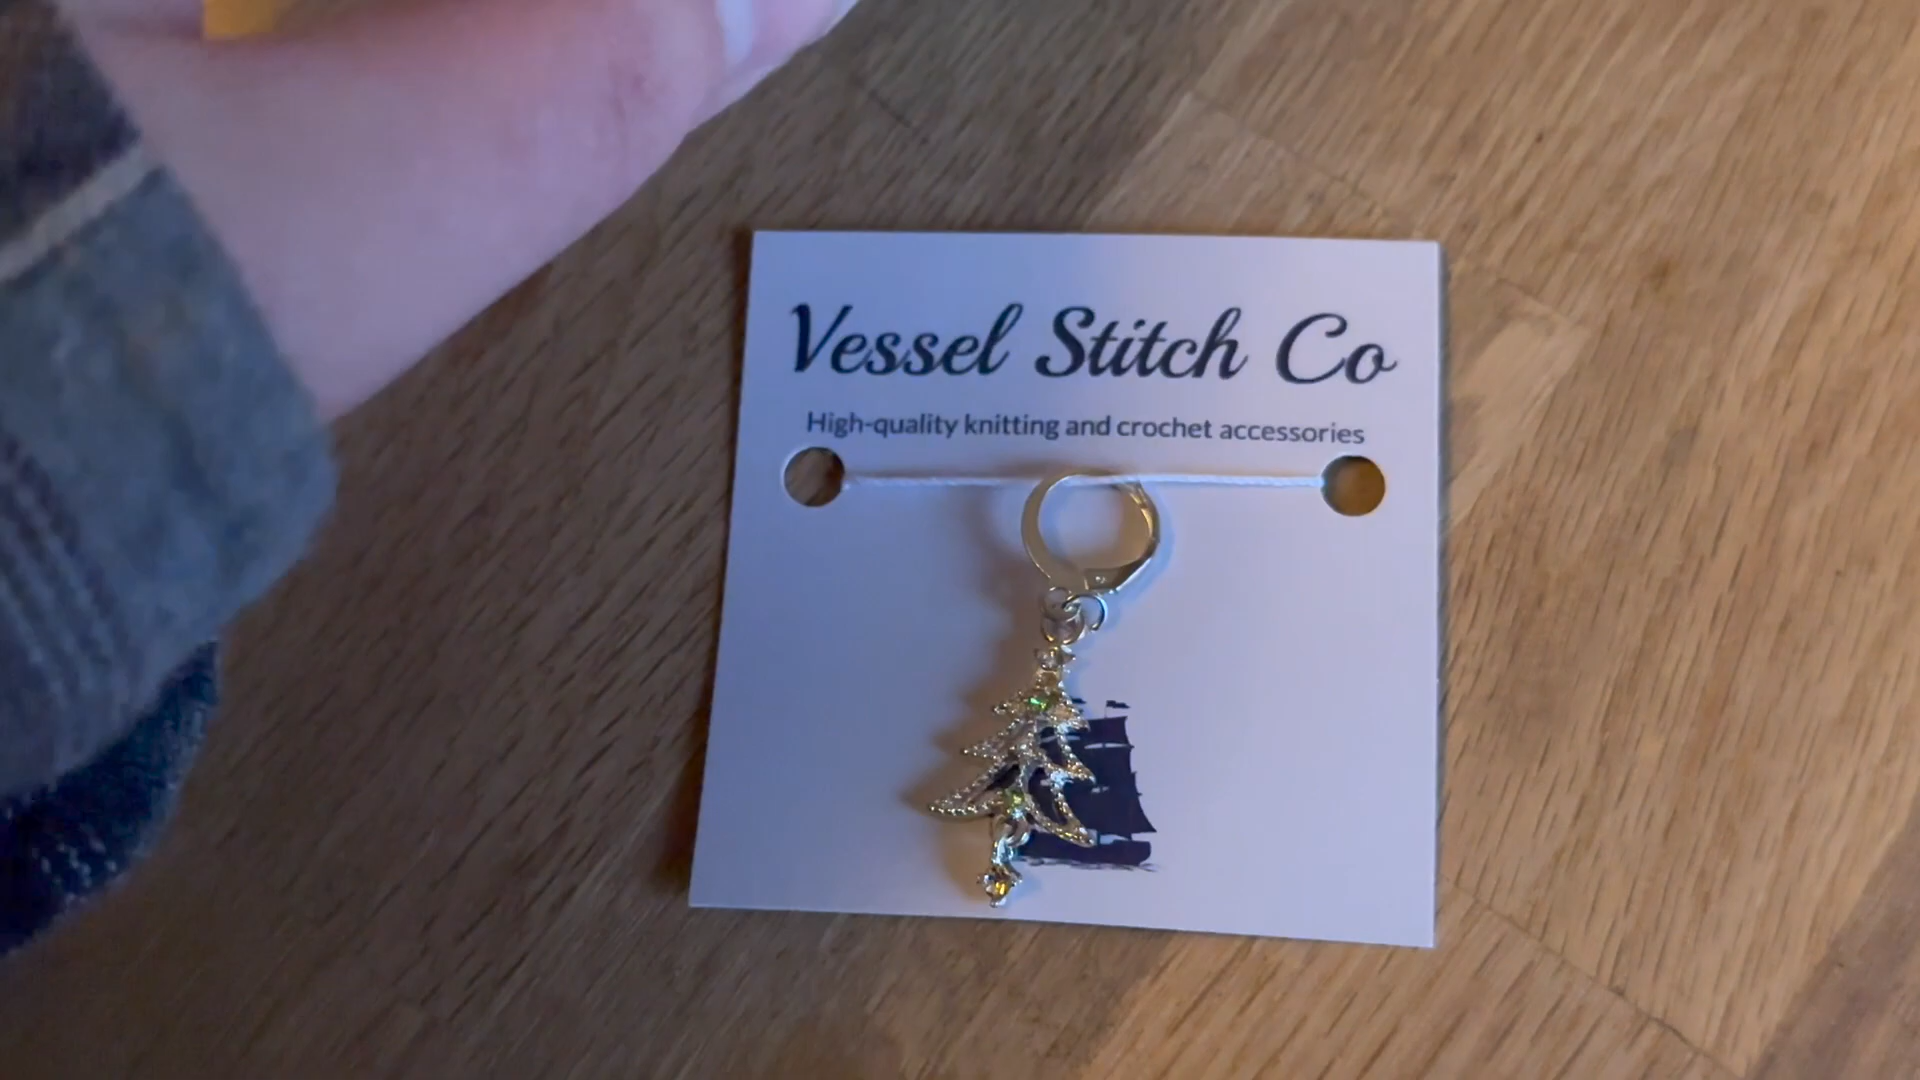 Vessel Stitch Co
High-quality knitting and crochet accessories